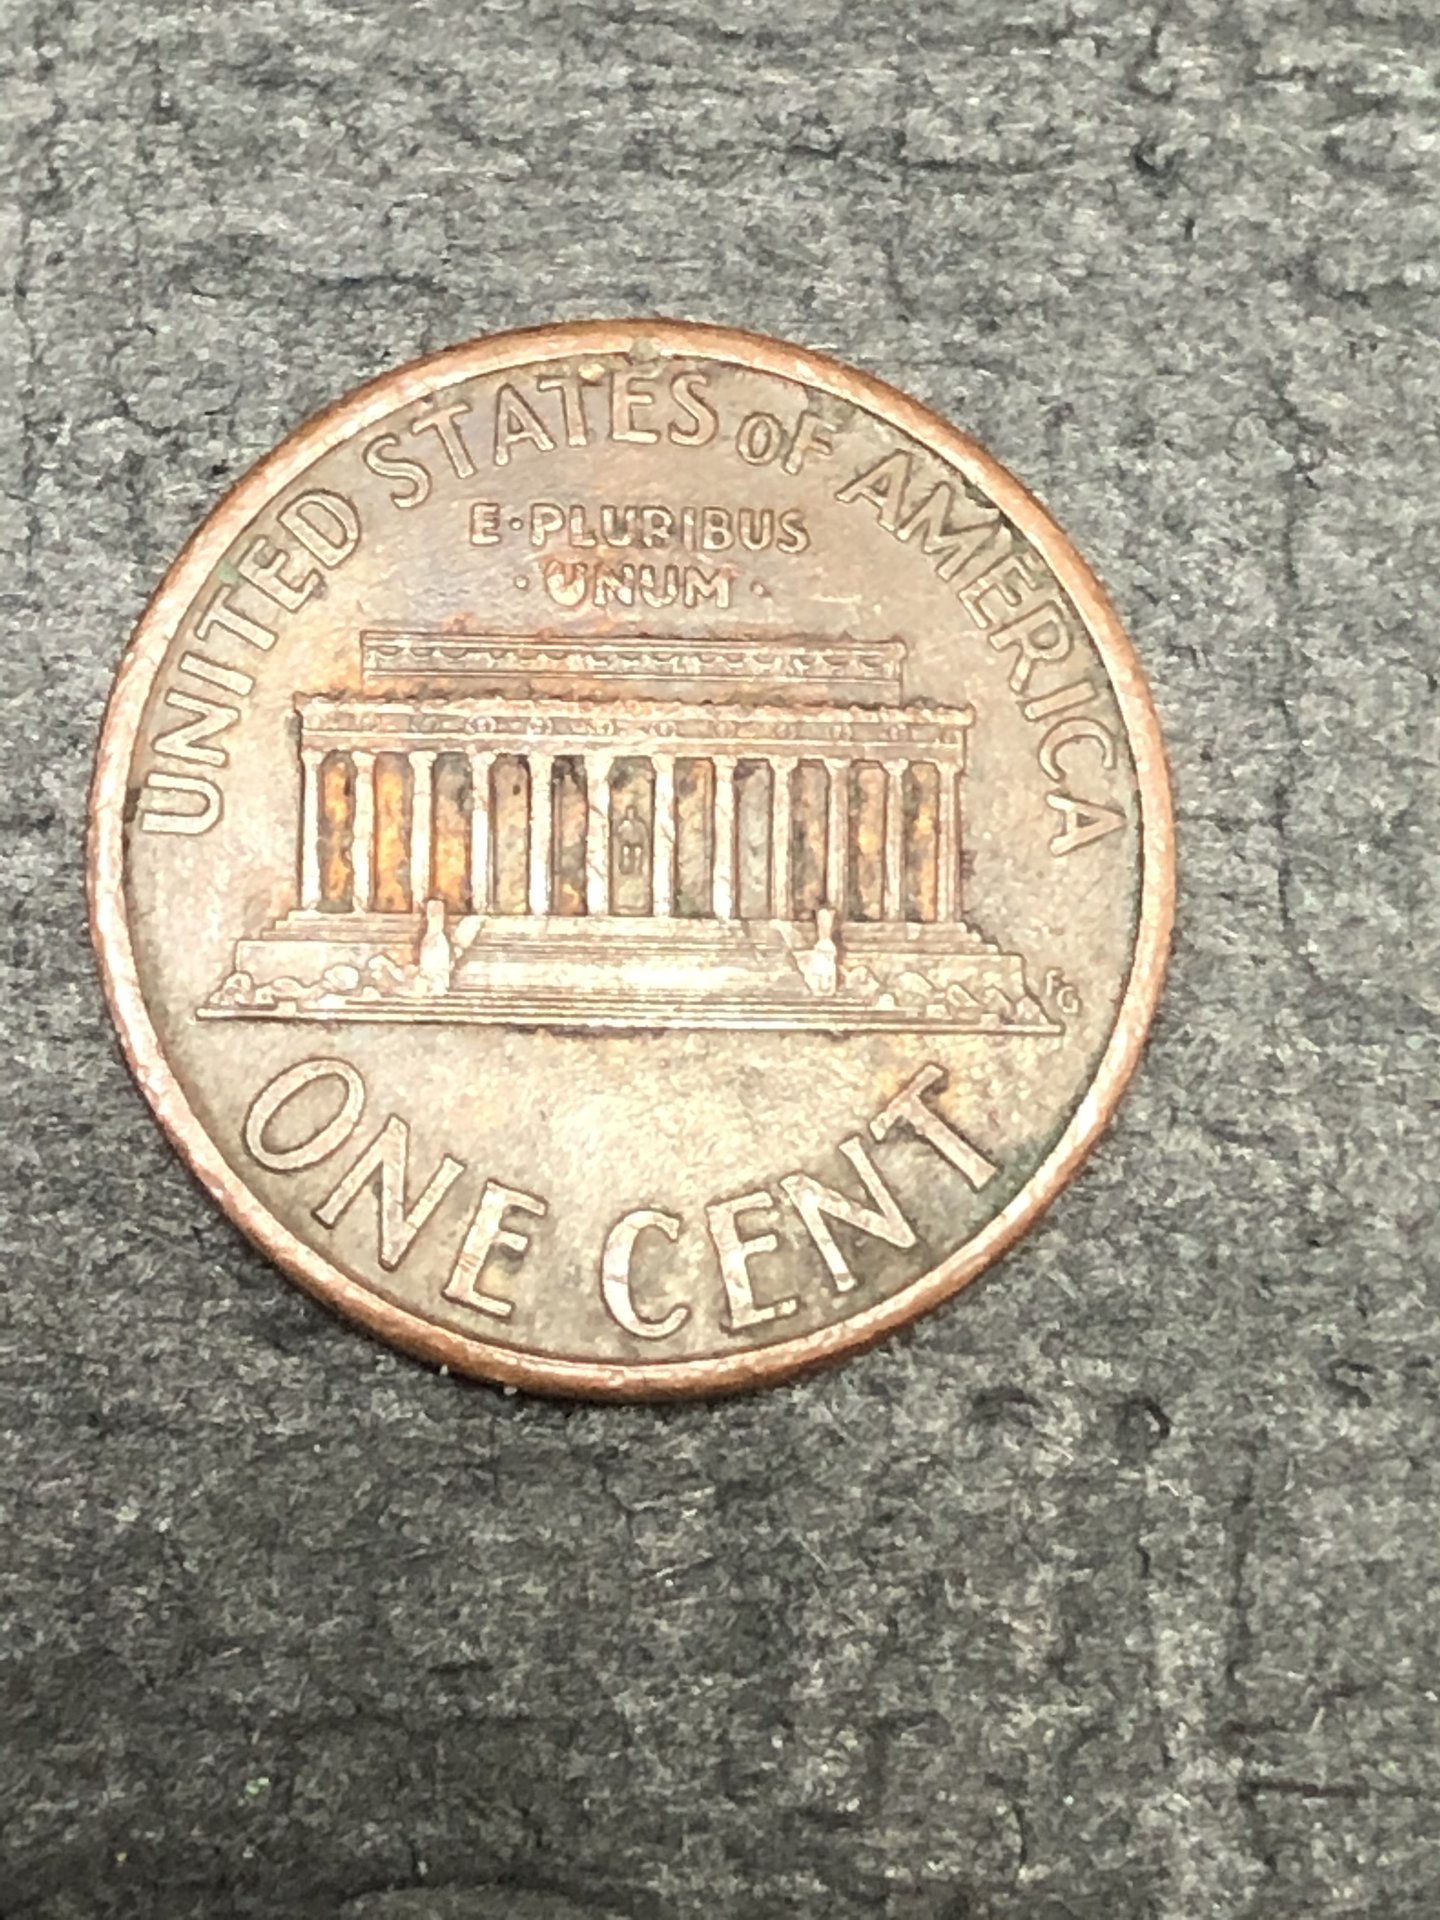 UNITED STATES OF AMERICA
E·PLURIBUS
·UNUM·
FG
ONE CENT